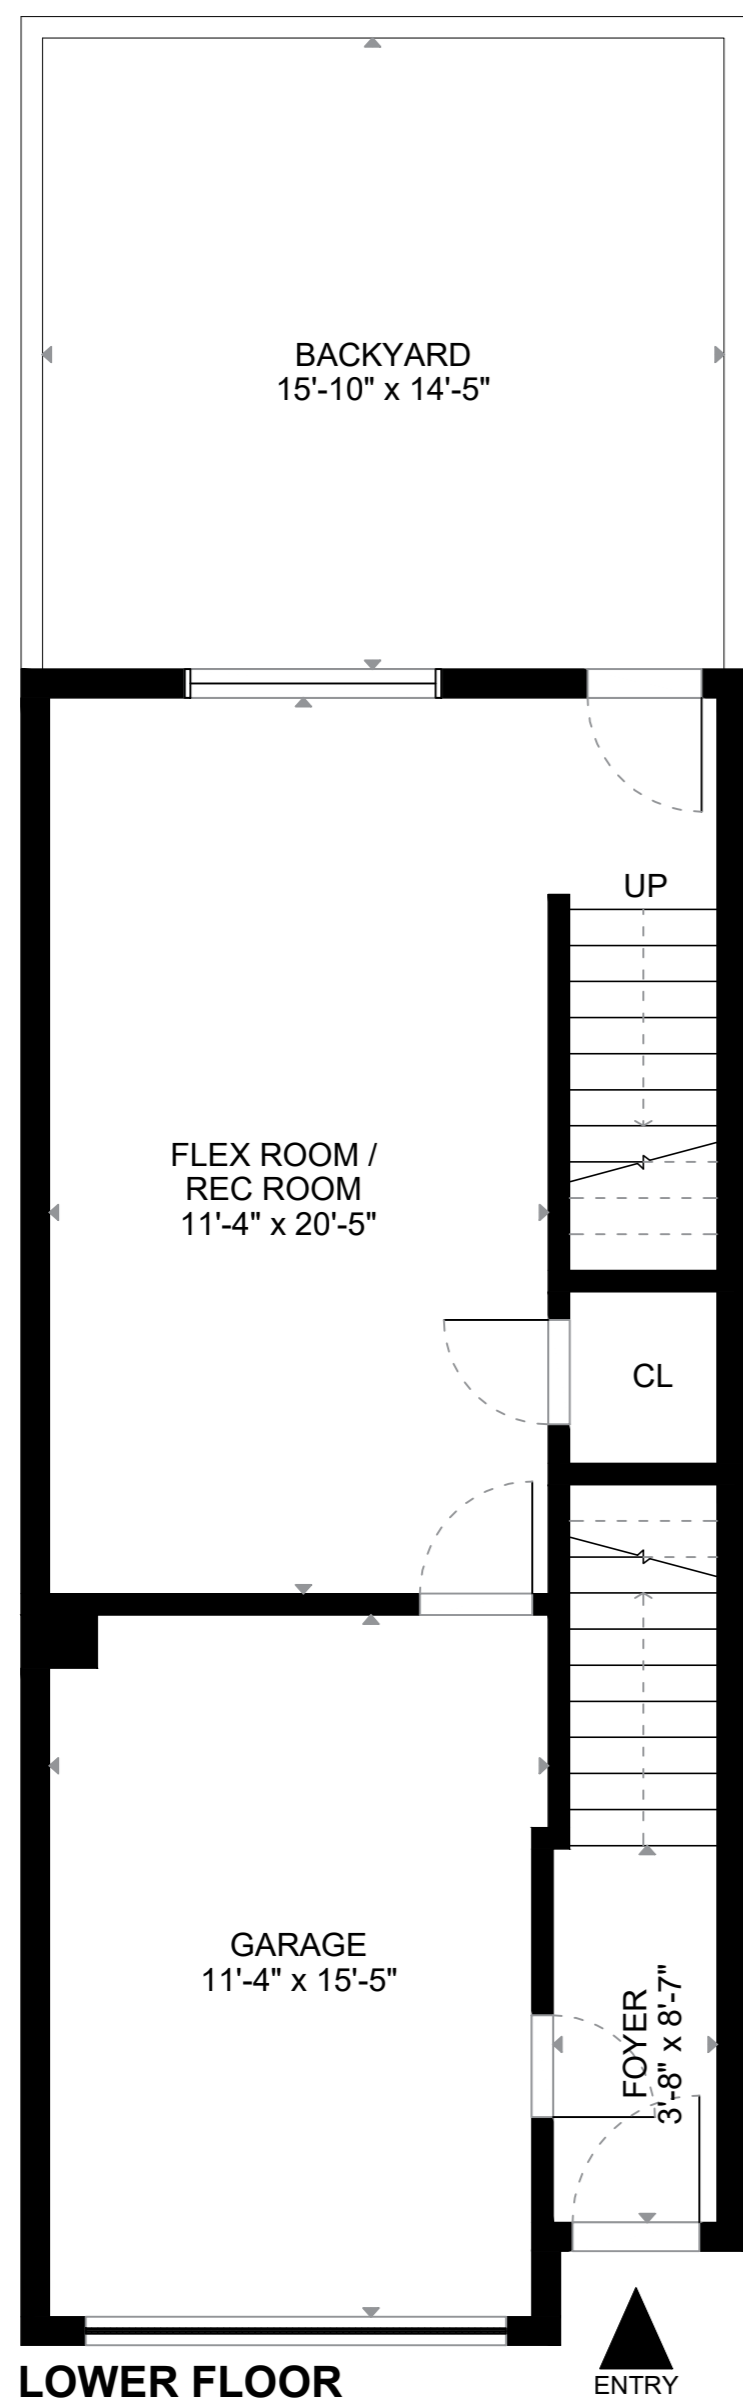 BACKYARD
15'-10" x 14'-5"
UP
FLEX ROOM /
REC ROOM
11'-4" x 20'-5"
CL
GARAGE
11'-4" x 15'-5"
FOYER
3'-8" x 8'-7"
LOWER FLOOR
ENTRY